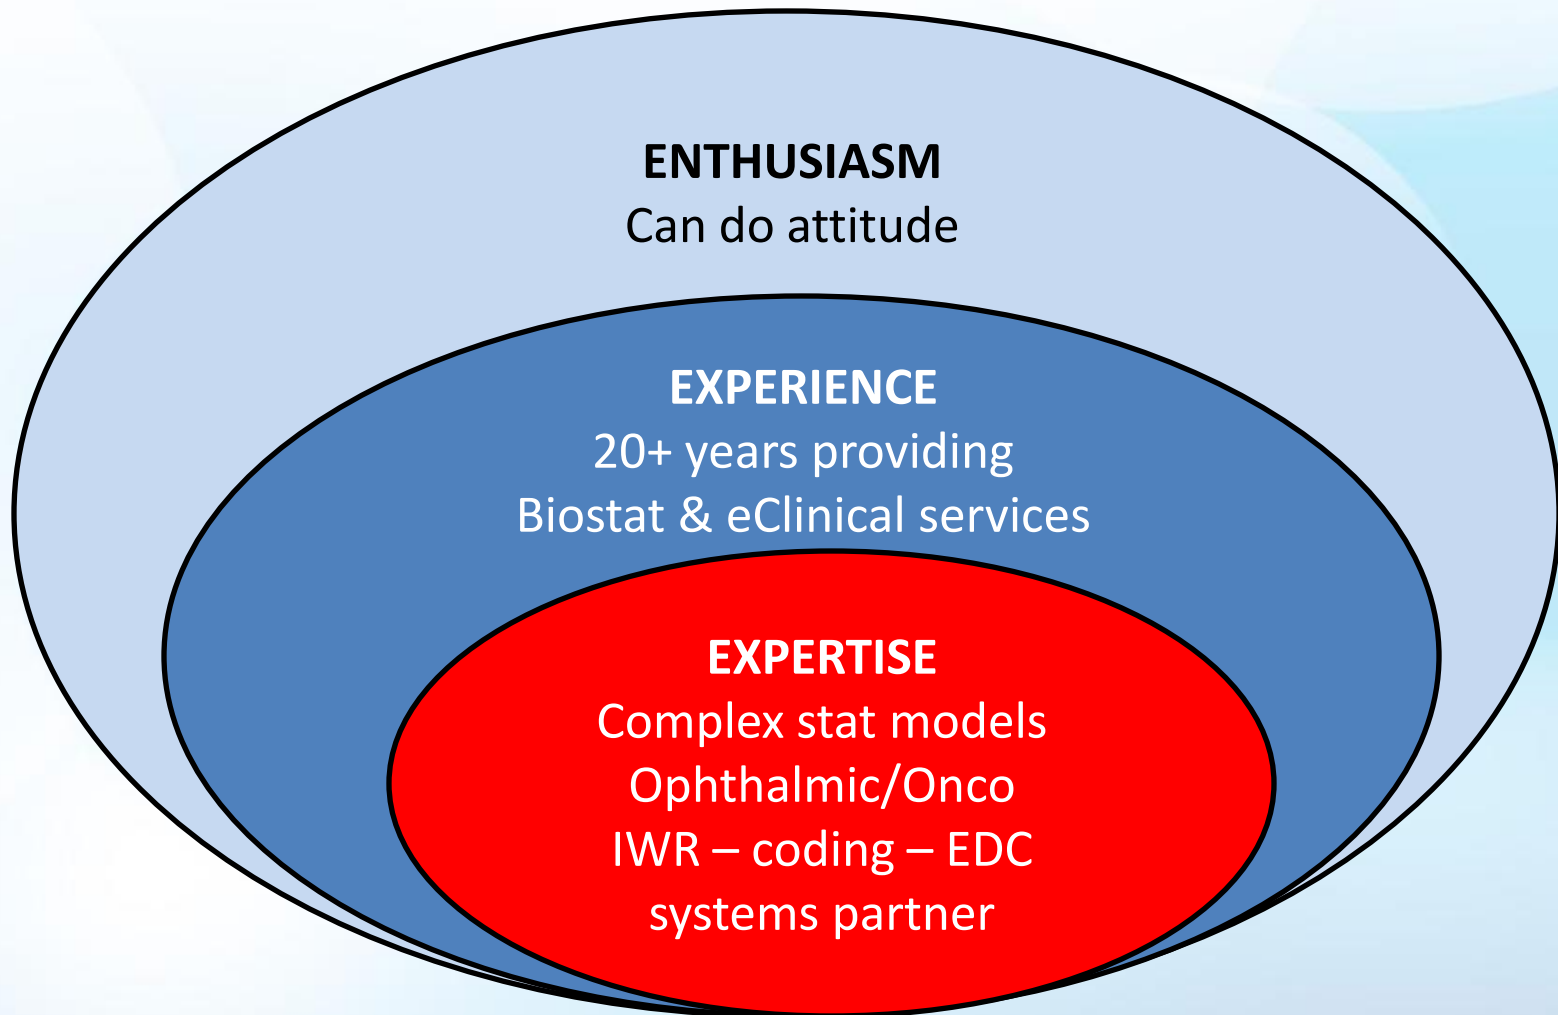 ENTHUSIASM
Can do attitude
EXPERIENCE
20+ years providing
Biostat & eClinical services
EXPERTISE
Complex stat models
Ophthalmic/Onco
IWR – coding – EDC
systems partner